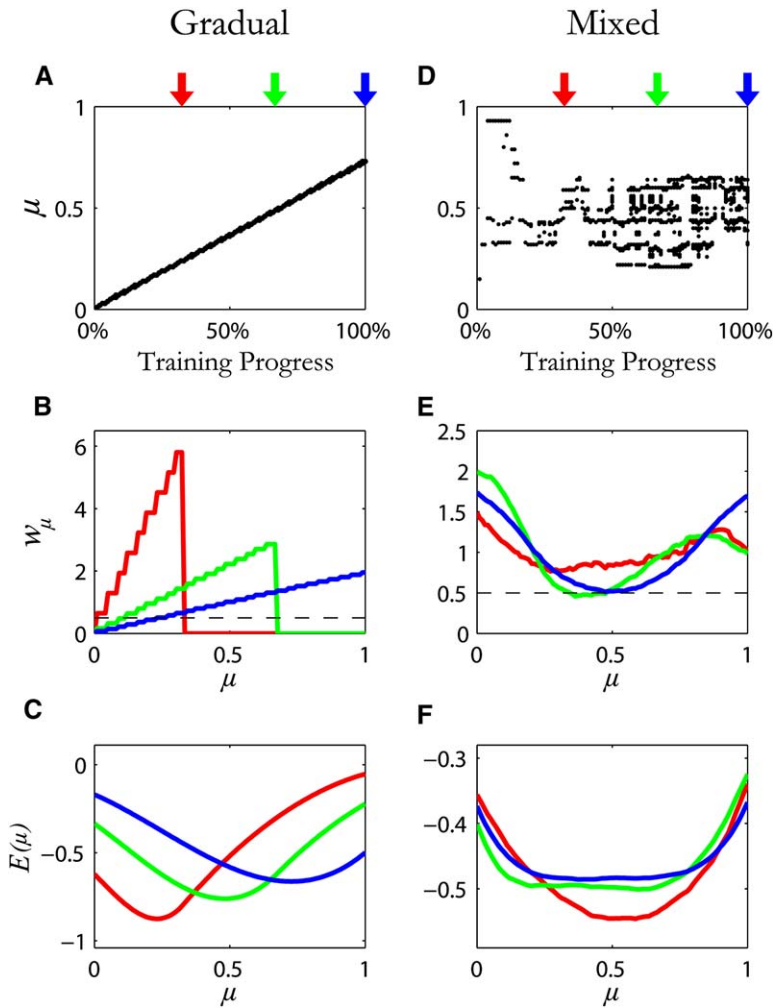 Gradual Mixed
A D
1 1
μ 0.5 0.5
0 0
0% 50% 100% 0% 50% 100%
Training Progress Training Progress
B E
6 2.5
4 2
w_μ 1.5
2 1
0.5
0 0
0 0.5 1 0 0.5 1
μ μ
C F
0 −0.3
E(μ) −0.5 −0.4
−1 −0.5
0 0.5 1 0 0.5 1
μ μ